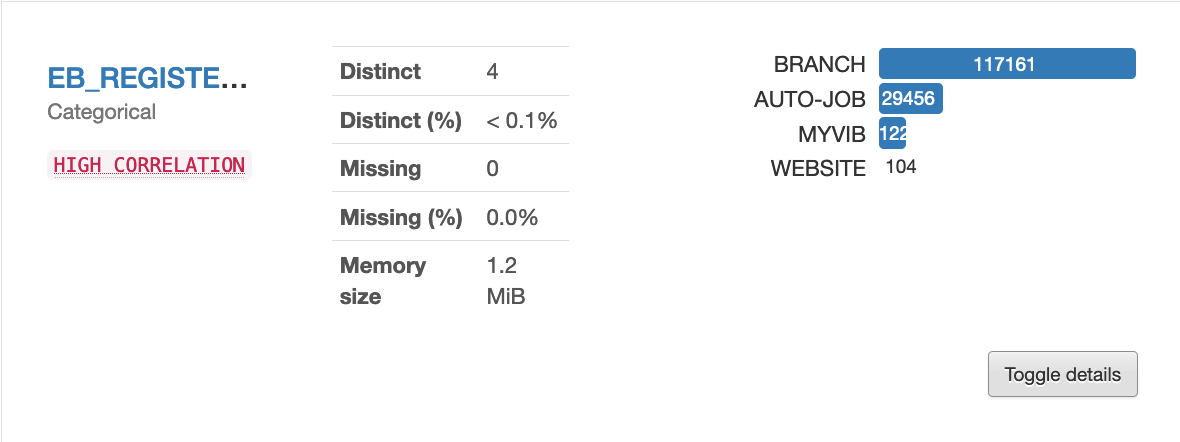 EB_REGISTE…
Categorical
HIGH CORRELATION
Distinct 4
Distinct (%) < 0.1%
Missing 0
Missing (%) 0.0%
Memory size 1.2 MiB
BRANCH 117161
AUTO-JOB 29456
MYVIB 122
WEBSITE 104
Toggle details